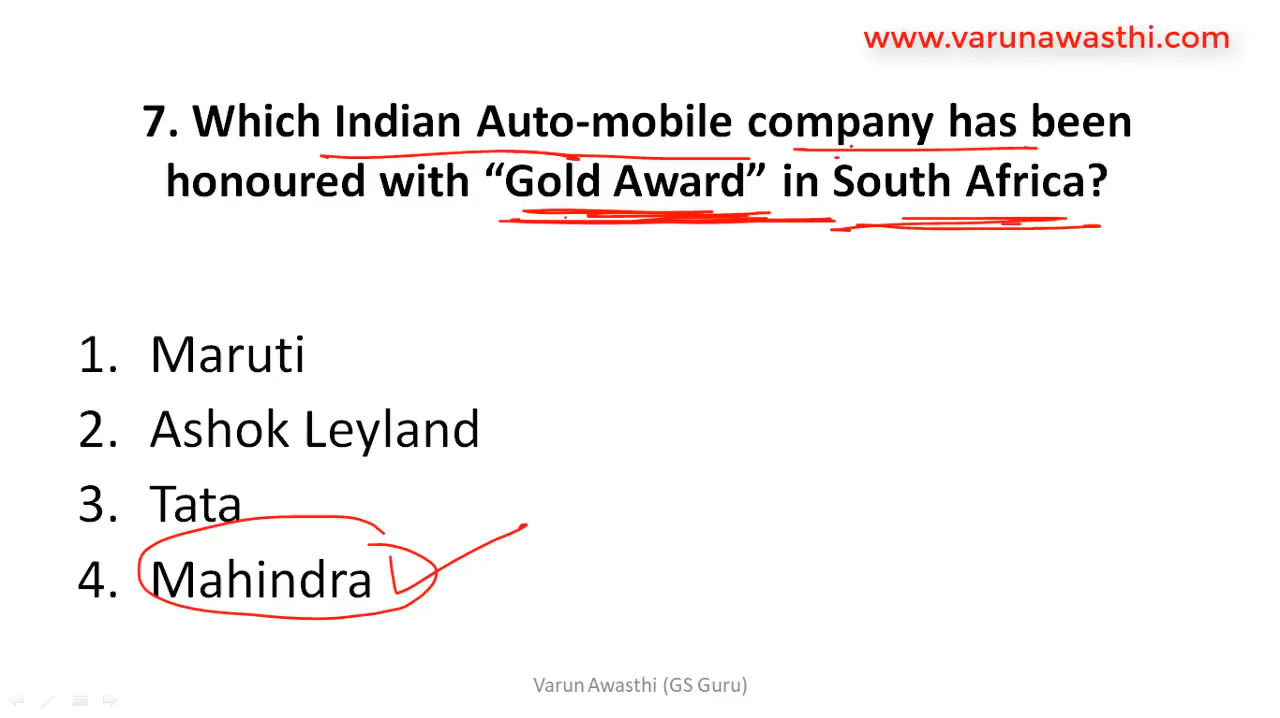 www.varunawasthi.com
7. Which Indian Auto-mobile company has been
honoured with “Gold Award” in South Africa?
1. Maruti
2. Ashok Leyland
3. Tata
4. Mahindra
Varun Awasthi (GS Guru)